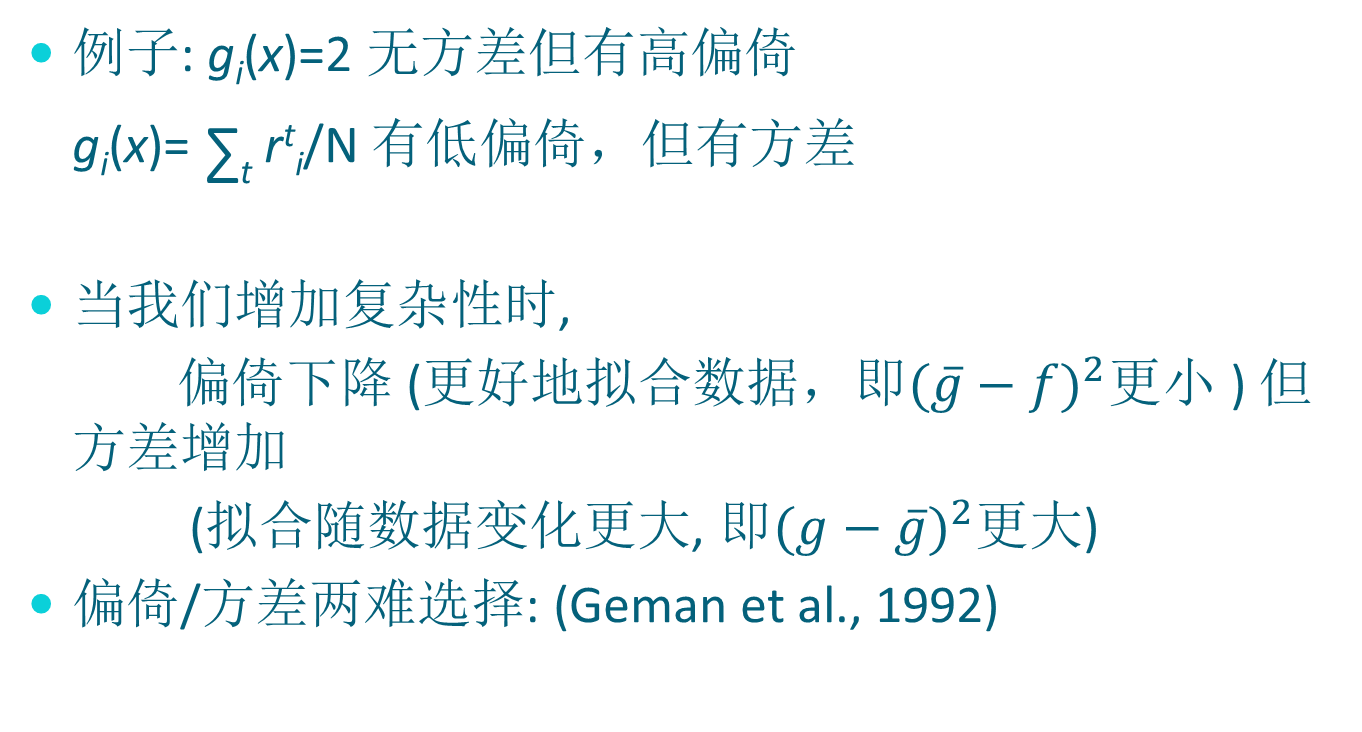 • 例子: gᵢ(x)=2 无方差但有高偏倚
gᵢ(x)= ∑ₜ rᵗᵢ/N 有低偏倚，但有方差
• 当我们增加复杂性时,
偏倚下降 (更好地拟合数据，即(ḡ − f)²更小 ) 但
方差增加
(拟合随数据变化更大, 即(g − ḡ)²更大)
• 偏倚/方差两难选择: (Geman et al., 1992)